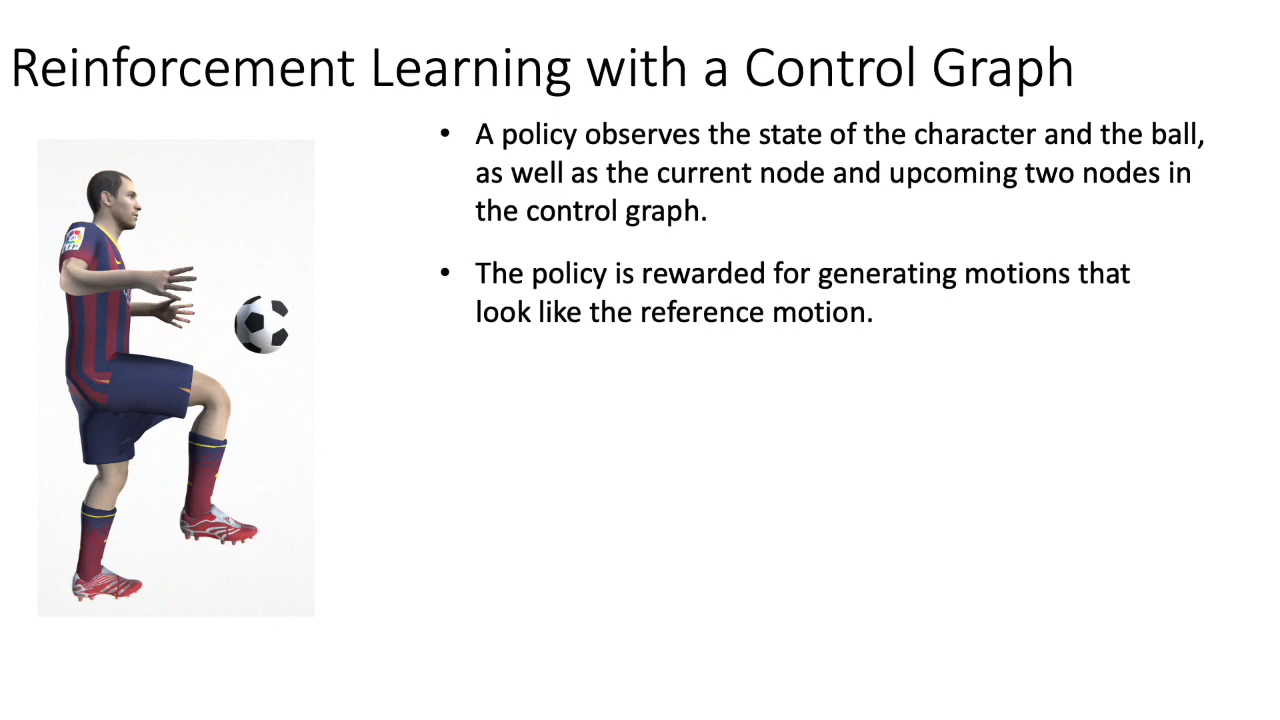 Reinforcement Learning with a Control Graph
• A policy observes the state of the character and the ball,
as well as the current node and upcoming two nodes in
the control graph.
• The policy is rewarded for generating motions that
look like the reference motion.